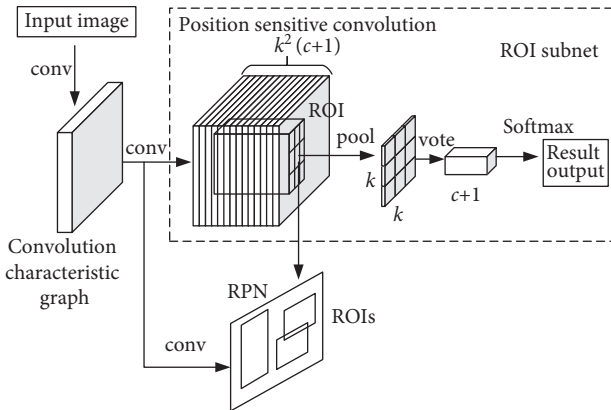 Input image
conv
Convolution
characteristic
graph
conv
Position sensitive convolution
k² (c+1)
ROI subnet
ROI
pool
k
k
vote
c+1
Softmax
Result
output
RPN
ROIs
conv